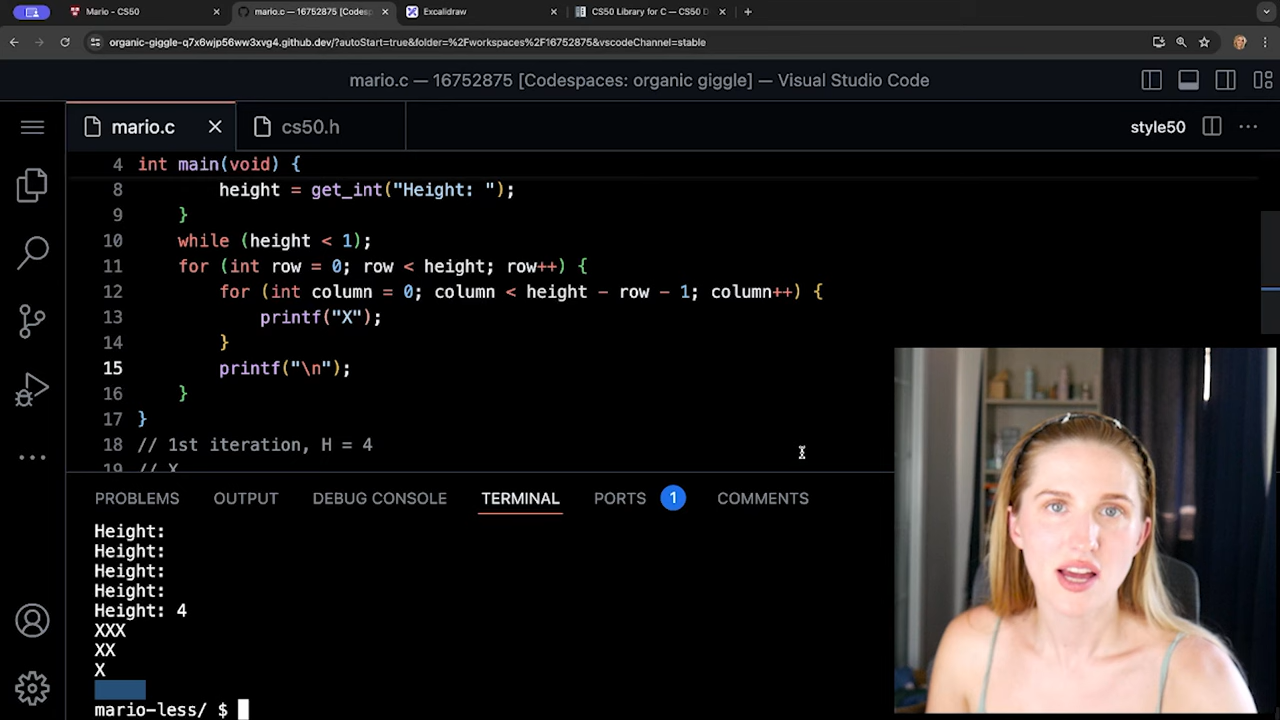 Mario - CS50
mario.c — 16752875 [Codesp
Excalidraw
CS50 Library for C — CS50 D
organic-giggle-q7x6wjp56ww3xvg4.github.dev/?autoStart=true&folder=%2Fworkspaces%2F16752875&vscodeChannel=stable
mario.c — 16752875 [Codespaces: organic giggle] — Visual Studio Code
mario.c
cs50.h
style50
4 int main(void) {
8 height = get_int("Height: ");
9 }
10 while (height < 1);
11 for (int row = 0; row < height; row++) {
12 for (int column = 0; column < height - row - 1; column++) {
13 printf("X");
14 }
15 printf("\n");
16 }
17 }
18 // 1st iteration, H = 4
19 // X
PROBLEMS OUTPUT DEBUG CONSOLE TERMINAL PORTS 1 COMMENTS
Height:
Height:
Height:
Height:
Height: 4
XXX
XX
X
mario-less/ $